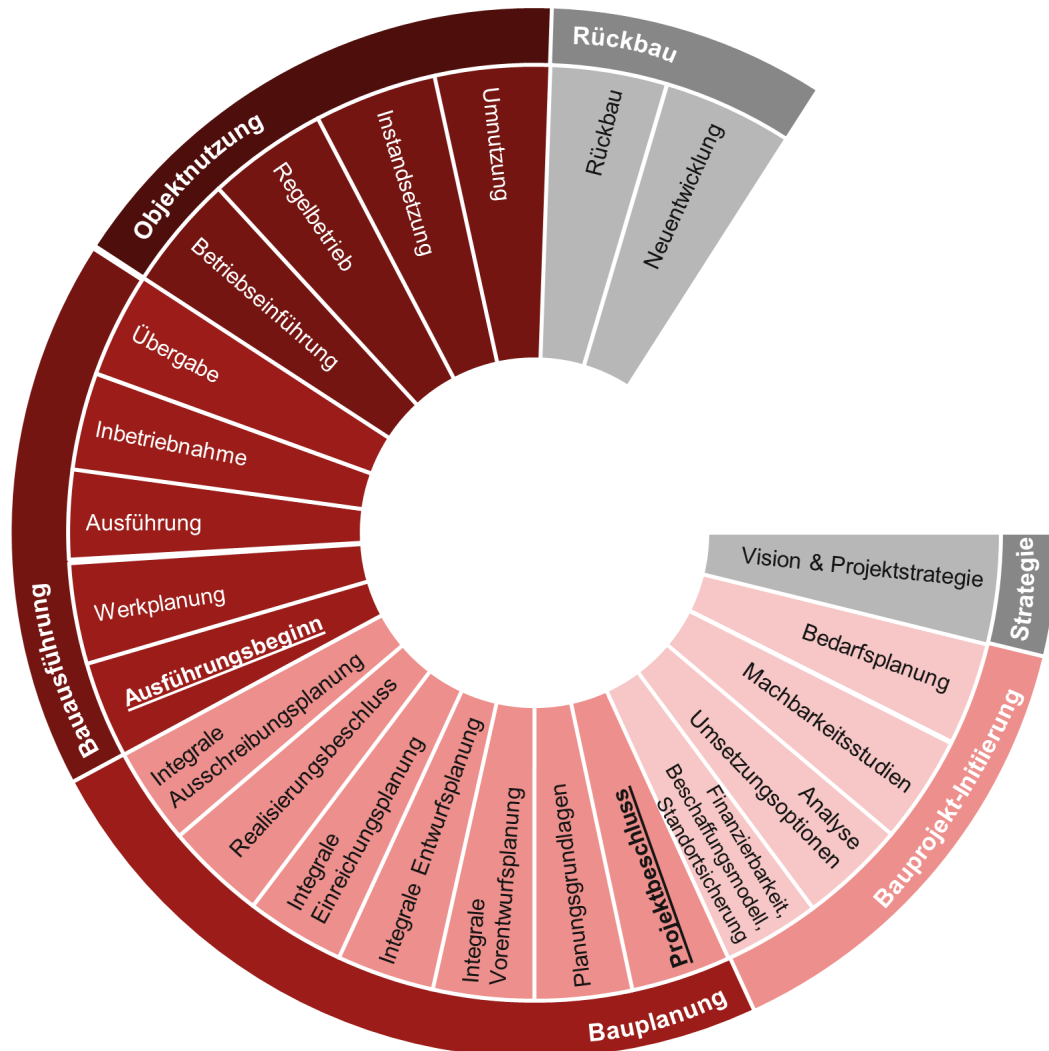 Strategie
Vision & Projektstrategie
Bauprojekt-Initiierung
Bedarfsplanung
Machbarkeitsstudien
Analyse
Umsetzungsoptionen
Finanzierbarkeit,
Beschaffungsmodell,
Standortsicherung
Bauplanung
Projektbeschluss
Planungsgrundlagen
Integrale
Vorentwurfsplanung
Integrale Entwurfsplanung
Integrale
Einreichungsplanung
Realisierungsbeschluss
Integrale
Ausschreibungsplanung
Bauausführung
Ausführungsbeginn
Werkplanung
Ausführung
Inbetriebnahme
Übergabe
Objektnutzung
Betriebseinführung
Regelbetrieb
Instandsetzung
Umnutzung
Rückbau
Rückbau
Neuentwicklung